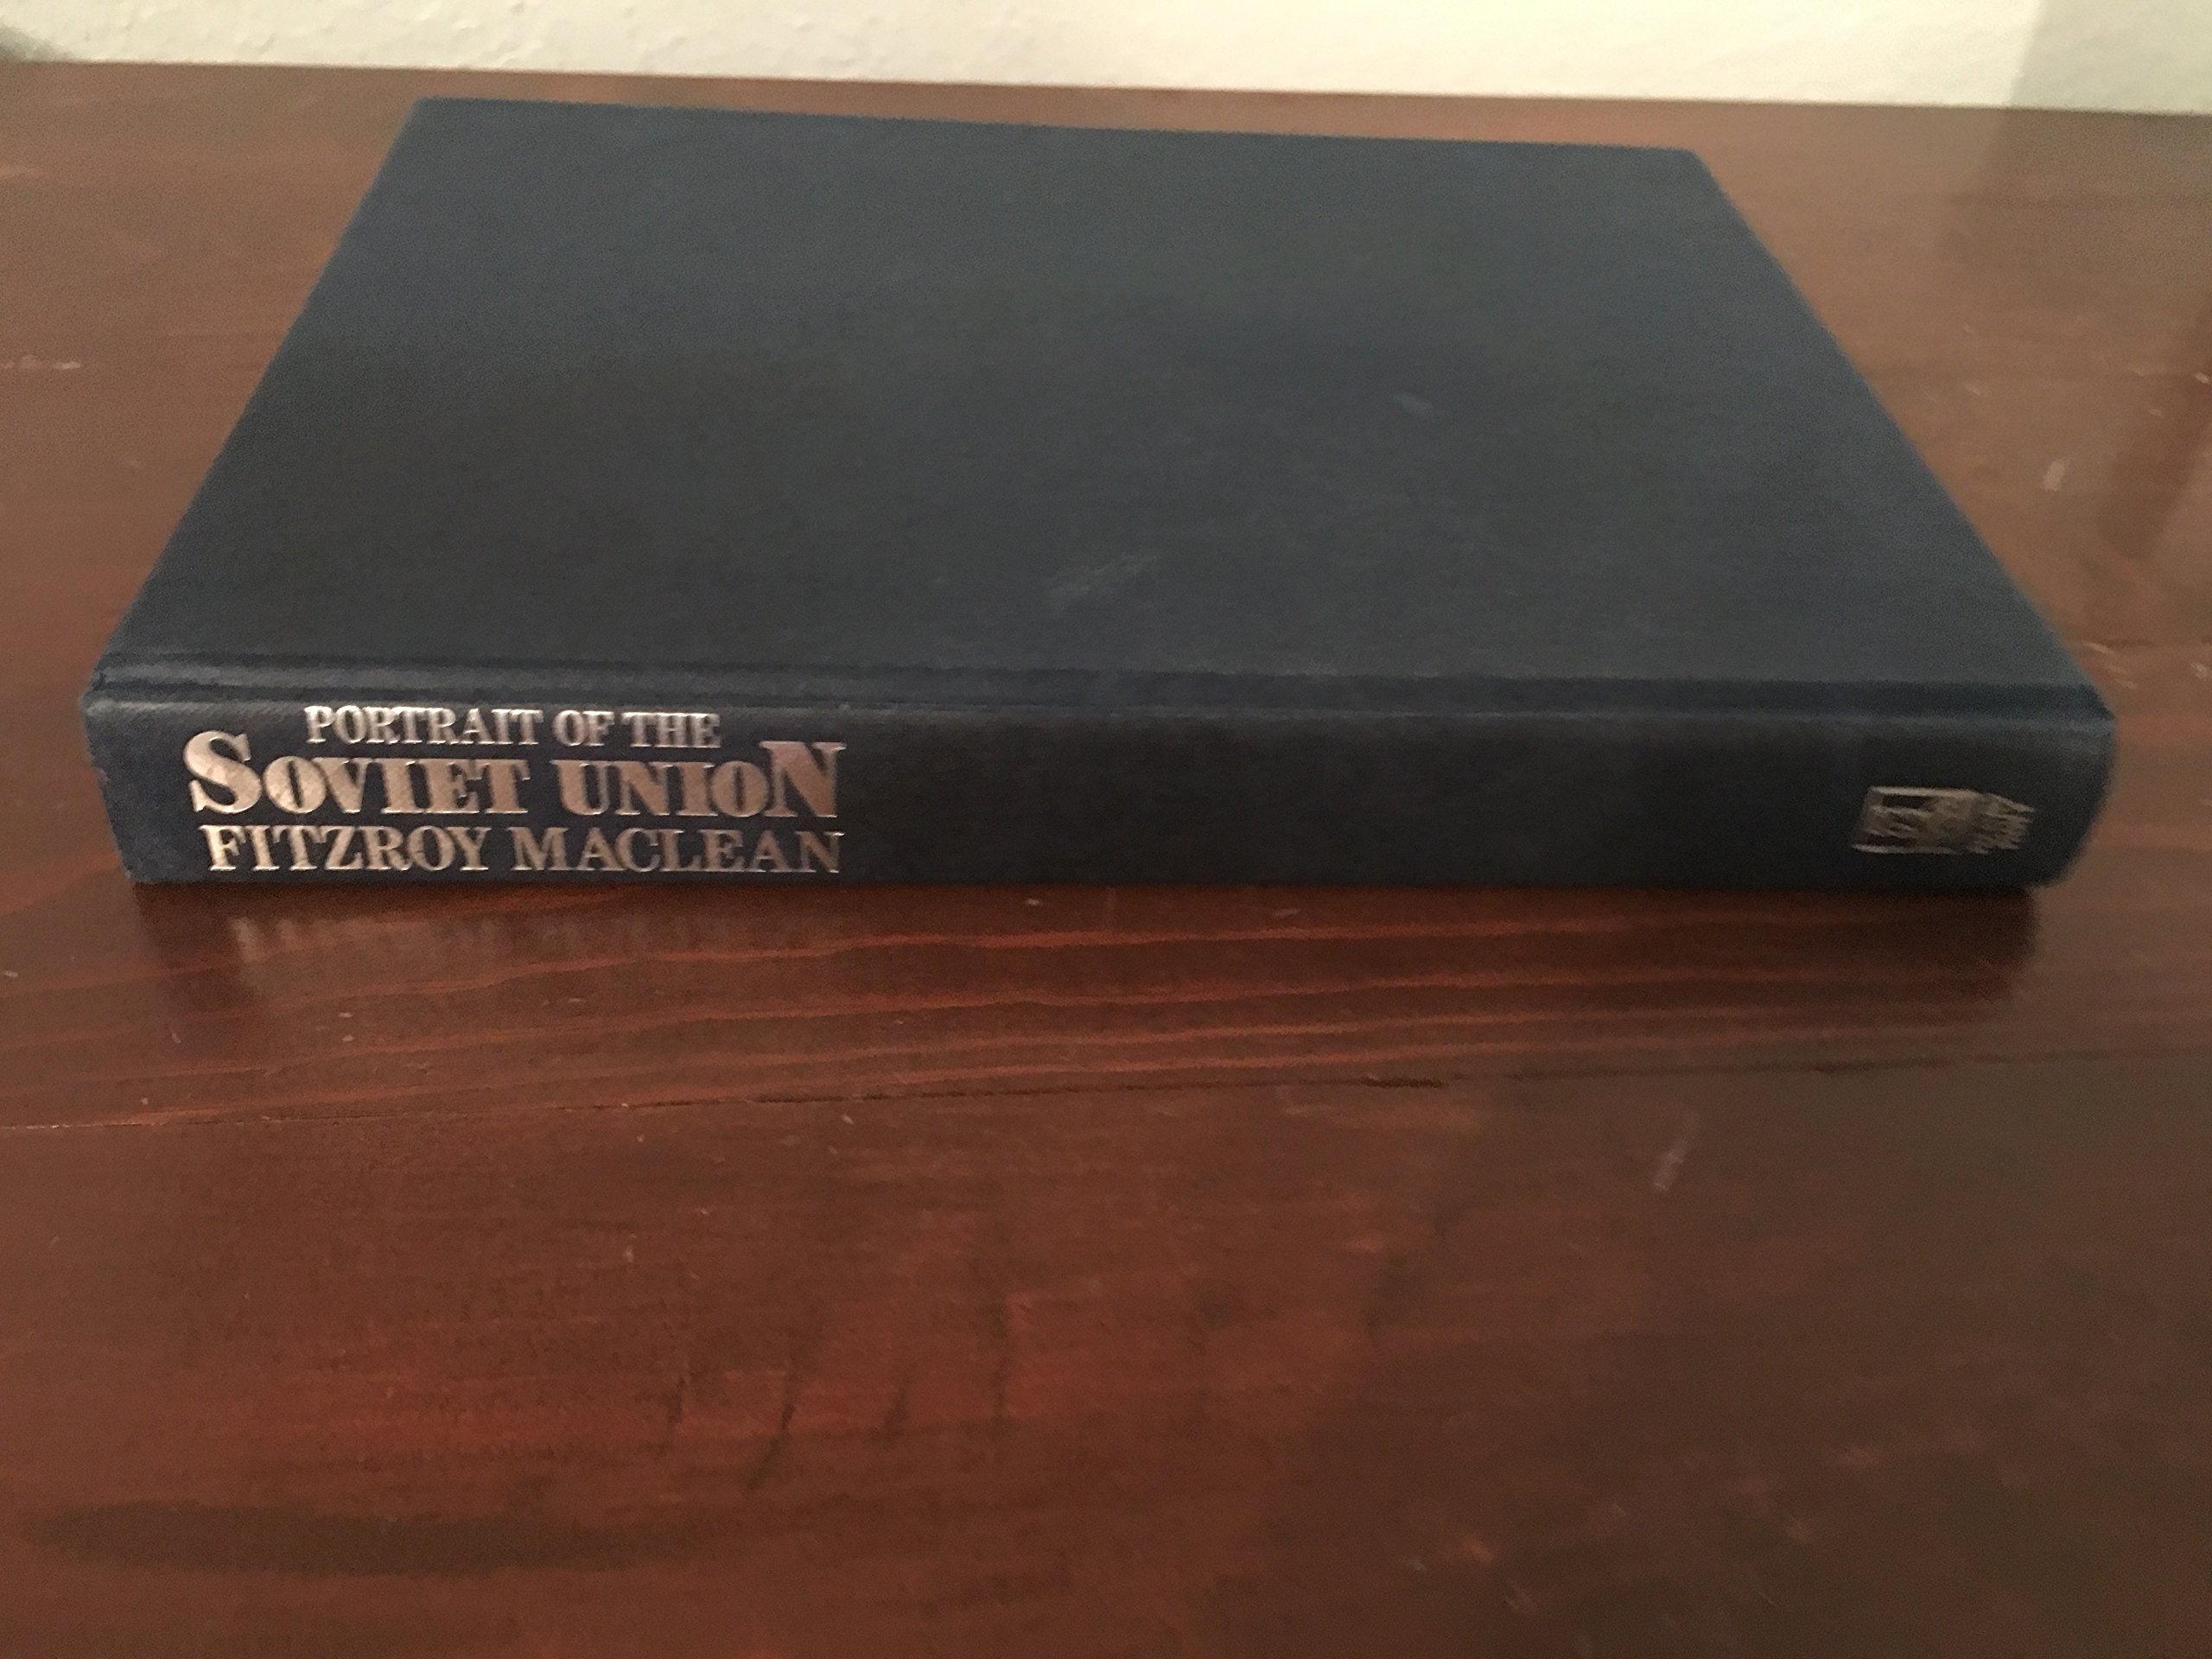 PORTRAIT OF THE
SOVIET UNION
FITZROY MACLEAN